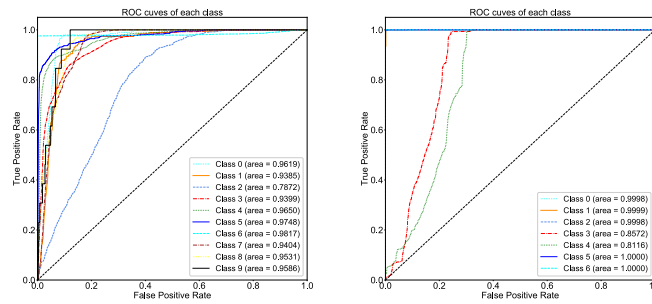 ROC cuves of each class
True Positive Rate
1.0
0.8
0.6
0.4
0.2
0.0
Class 0 (area = 0.9619)
Class 1 (area = 0.9385)
Class 2 (area = 0.7872)
Class 3 (area = 0.9399)
Class 4 (area = 0.9650)
Class 5 (area = 0.9748)
Class 6 (area = 0.9817)
Class 7 (area = 0.9404)
Class 8 (area = 0.9531)
Class 9 (area = 0.9586)
0.0 0.2 0.4 0.6 0.8 1.0
False Positive Rate
ROC cuves of each class
True Positive Rate
1.0
0.8
0.6
0.4
0.2
0.0
Class 0 (area = 0.9998)
Class 1 (area = 0.9999)
Class 2 (area = 0.9998)
Class 3 (area = 0.8572)
Class 4 (area = 0.8116)
Class 5 (area = 1.0000)
Class 6 (area = 1.0000)
0.0 0.2 0.4 0.6 0.8 1.0
False Positive Rate